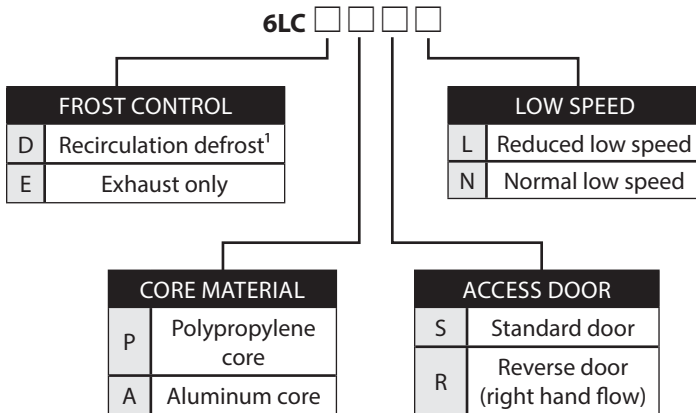 6LC □ □ □ □
FROST CONTROL
D Recirculation defrost¹
E Exhaust only
LOW SPEED
L Reduced low speed
N Normal low speed
CORE MATERIAL
P Polypropylene
core
A Aluminum core
ACCESS DOOR
S Standard door
R Reverse door
(right hand flow)